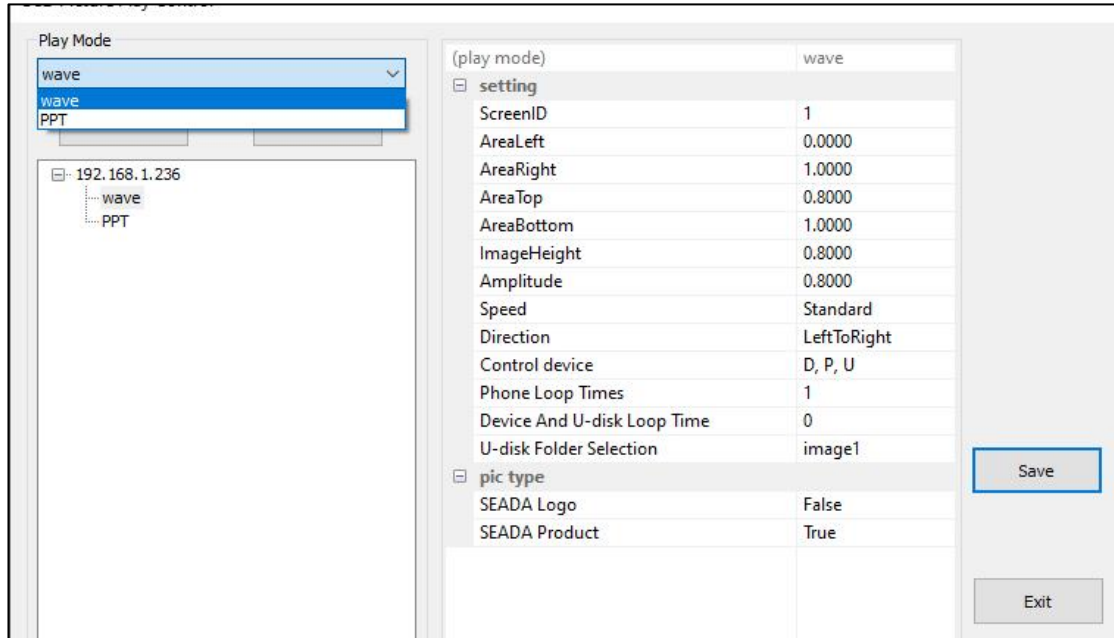 Play Mode
wave
wave
PPT
192.168.1.236
wave
PPT
(play mode) wave
setting
ScreenID 1
AreaLeft 0.0000
AreaRight 1.0000
AreaTop 0.8000
AreaBottom 1.0000
ImageHeight 0.8000
Amplitude 0.8000
Speed Standard
Direction LeftToRight
Control device D, P, U
Phone Loop Times 1
Device And U-disk Loop Time 0
U-disk Folder Selection image1
pic type
SEADA Logo False
SEADA Product True
Save
Exit